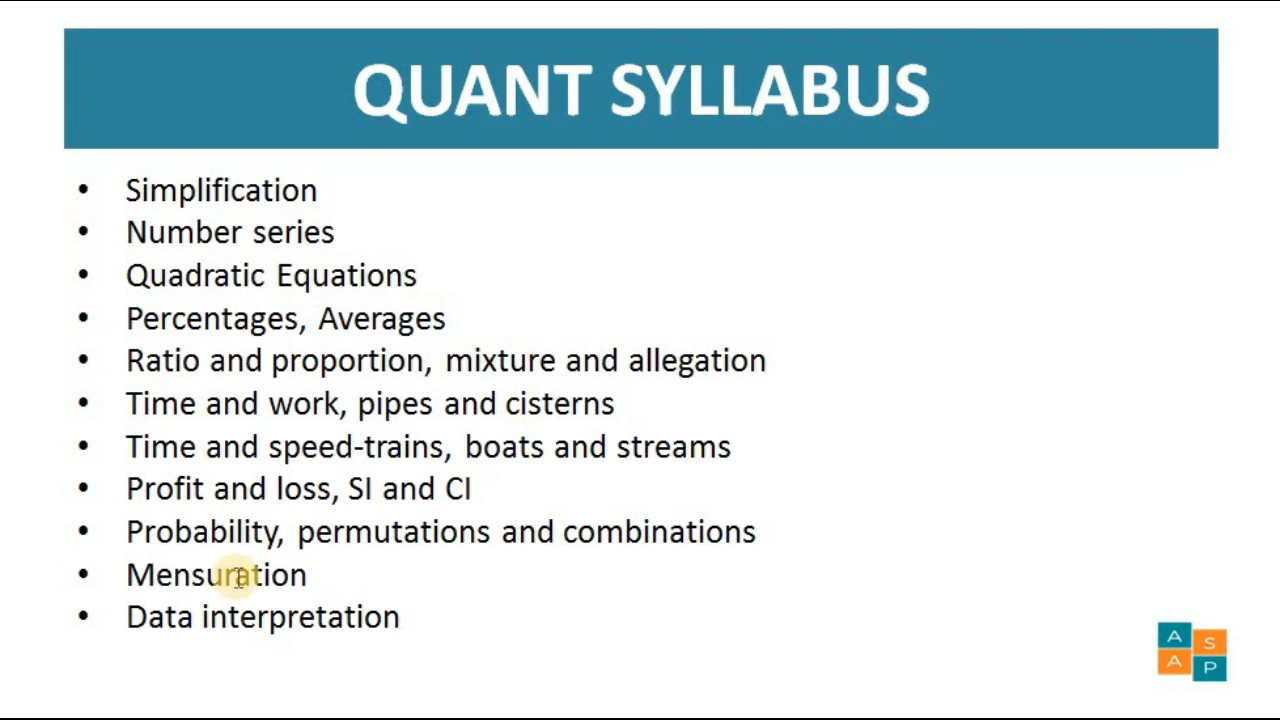 QUANT SYLLABUS
• Simplification
• Number series
• Quadratic Equations
• Percentages, Averages
• Ratio and proportion, mixture and allegation
• Time and work, pipes and cisterns
• Time and speed-trains, boats and streams
• Profit and loss, SI and CI
• Probability, permutations and combinations
• Mensuration
• Data interpretation
A S
A P